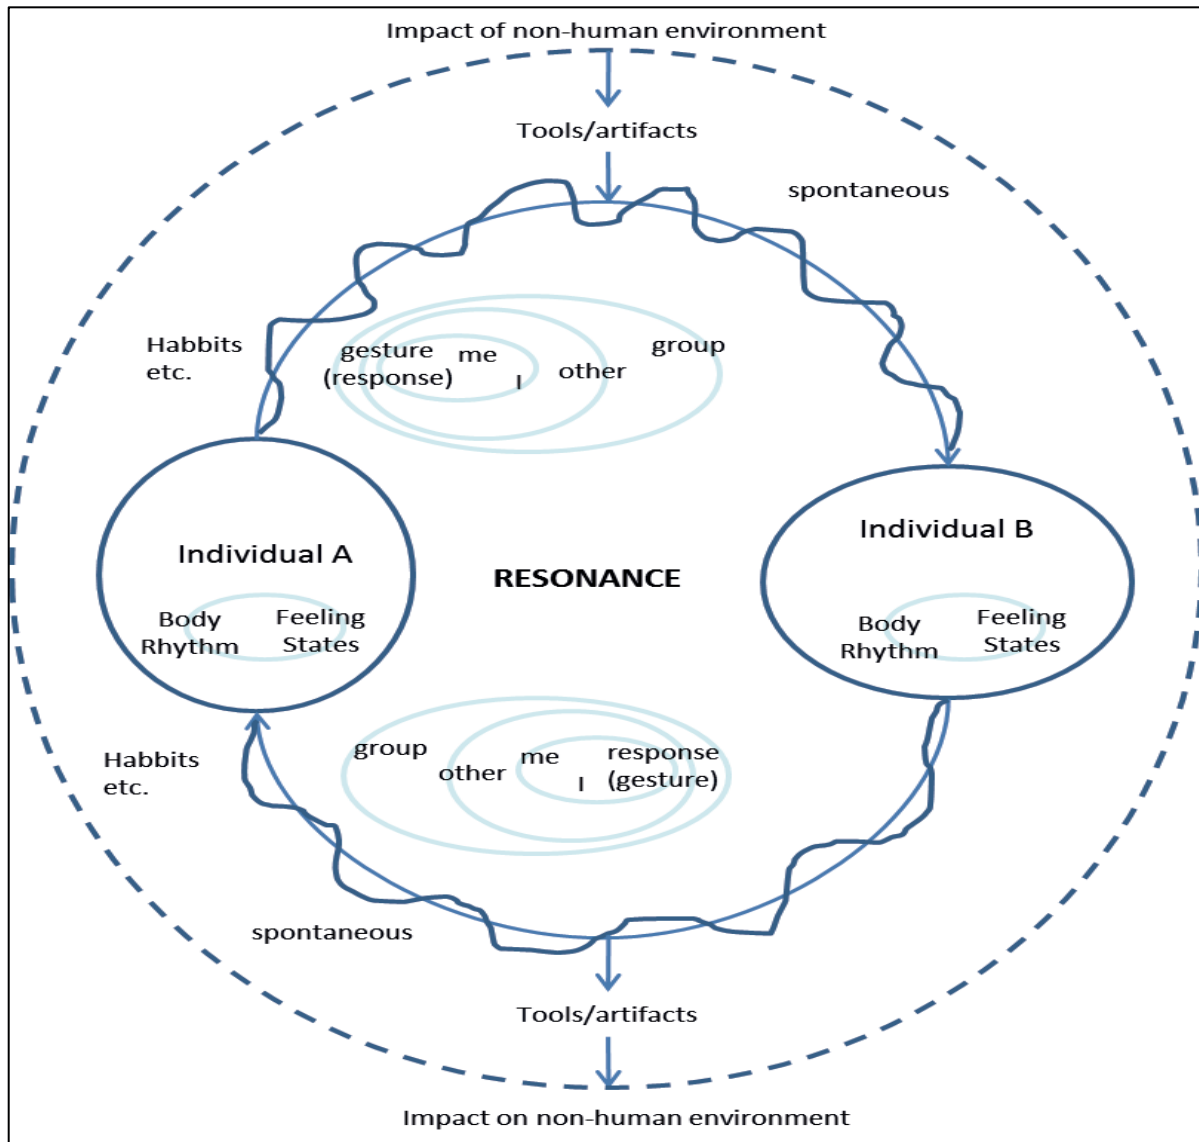 Impact of non-human environment
Tools/artifacts
spontaneous
Habbits
etc.
gesture
(response)
me
I
other
group
Individual A
Body
Rhythm
Feeling
States
RESONANCE
Individual B
Body
Rhythm
Feeling
States
Habbits
etc.
group
other
me
I
response
(gesture)
spontaneous
Tools/artifacts
Impact on non-human environment